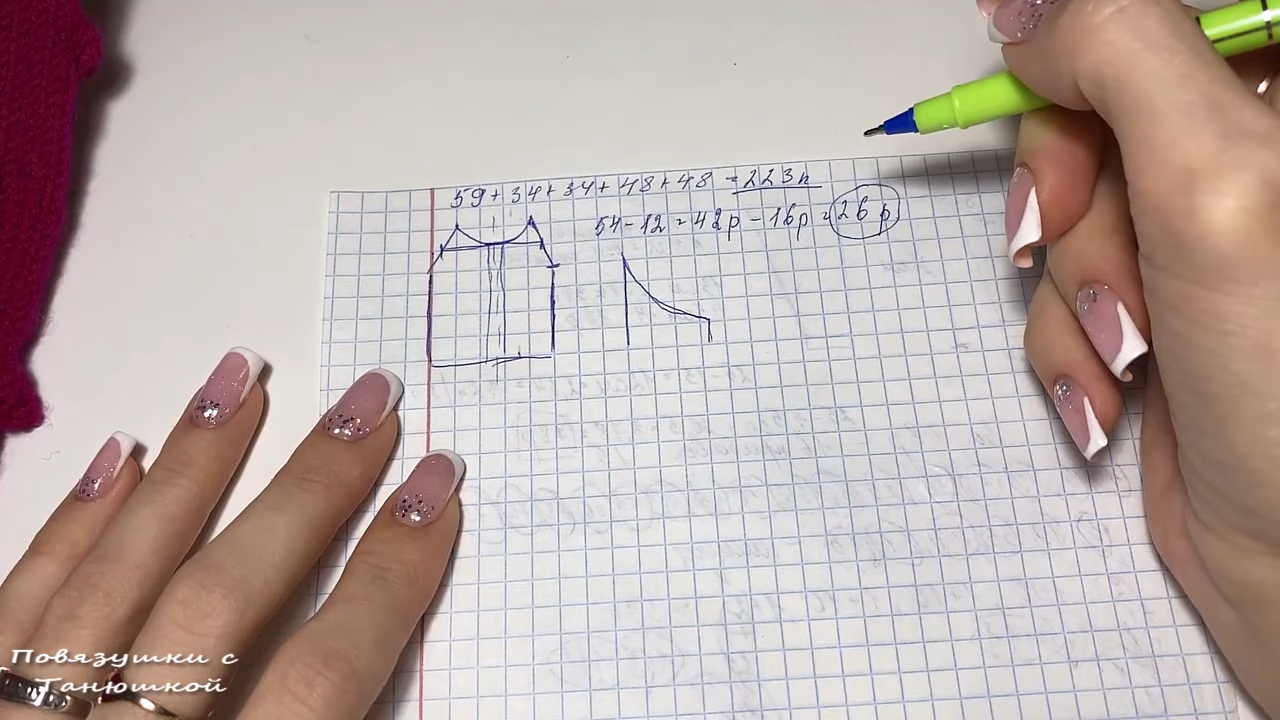 59+34+34+48+48 = 223п
54-12=42р-16р=26р
Повязушки с
Танюшкой